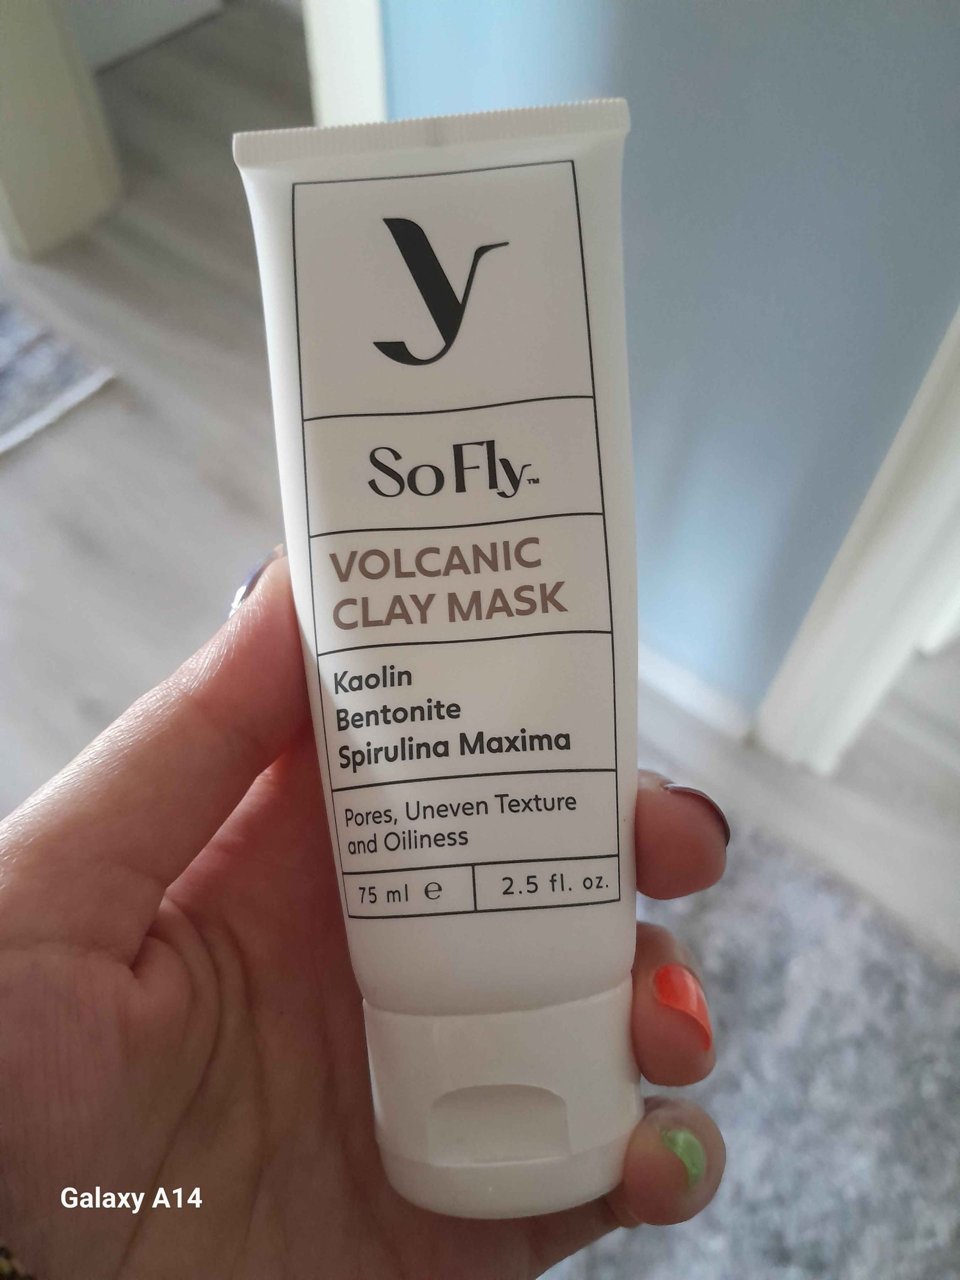 y
SoFly™
VOLCANIC
CLAY MASK
Kaolin
Bentonite
Spirulina Maxima
Pores, Uneven Texture
and Oiliness
75 ml ℮
2.5 fl. oz.
Galaxy A14